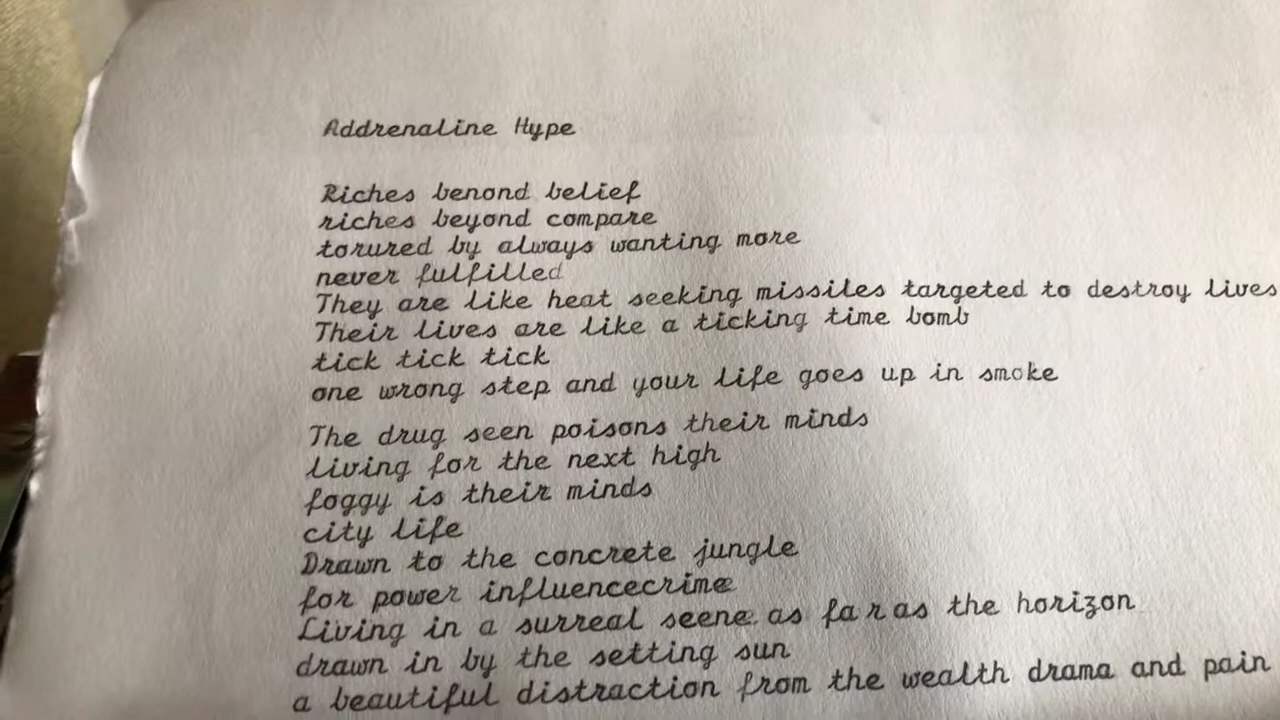 Addrenaline Hype
Riches benond belief
riches beyond compare
torured by always wanting more
never fulfilled
They are like heat seeking missiles targeted to destroy lives
Their lives are like a ticking time bomb
tick tick tick
one wrong step and your life goes up in smoke
The drug seen poisons their minds
living for the next high
foggy is their minds
city life
Drawn to the concrete jungle
for power influencecrime
Living in a surreal seene as far as the horizon
drawn in by the setting sun
a beautiful distraction from the wealth drama and pain